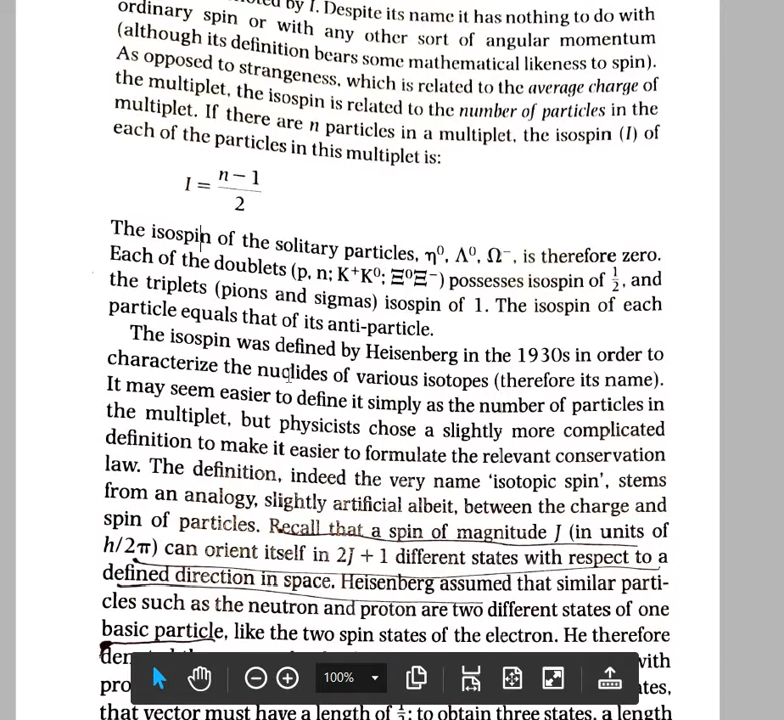 by I. Despite its name it has nothing to do with
ordinary spin or with any other sort of angular momentum
(although its definition bears some mathematical likeness to spin).
As opposed to strangeness, which is related to the average charge of
the multiplet, the isospin is related to the number of particles in the
multiplet. If there are n particles in a multiplet, the isospin (I) of
each of the particles in this multiplet is:
I = n − 1 / 2
The isospin of the solitary particles, η⁰, Λ⁰, Ω⁻, is therefore zero.
Each of the doublets (p, n; K⁺K⁰; Ξ⁰Ξ⁻) possesses isospin of ½, and
the triplets (pions and sigmas) isospin of 1. The isospin of each
particle equals that of its anti-particle.
The isospin was defined by Heisenberg in the 1930s in order to
characterize the nuclides of various isotopes (therefore its name).
It may seem easier to define it simply as the number of particles in
the multiplet, but physicists chose a slightly more complicated
definition to make it easier to formulate the relevant conservation
law. The definition, indeed the very name ‘isotopic spin’, stems
from an analogy, slightly artificial albeit, between the charge and
spin of particles. Recall that a spin of magnitude J (in units of
h/2π) can orient itself in 2J + 1 different states with respect to a
defined direction in space. Heisenberg assumed that similar parti-
cles such as the neutron and proton are two different states of one
basic particle, like the two spin states of the electron. He therefore
with
100%
that vector must have a length of ½; to obtain three states, a length